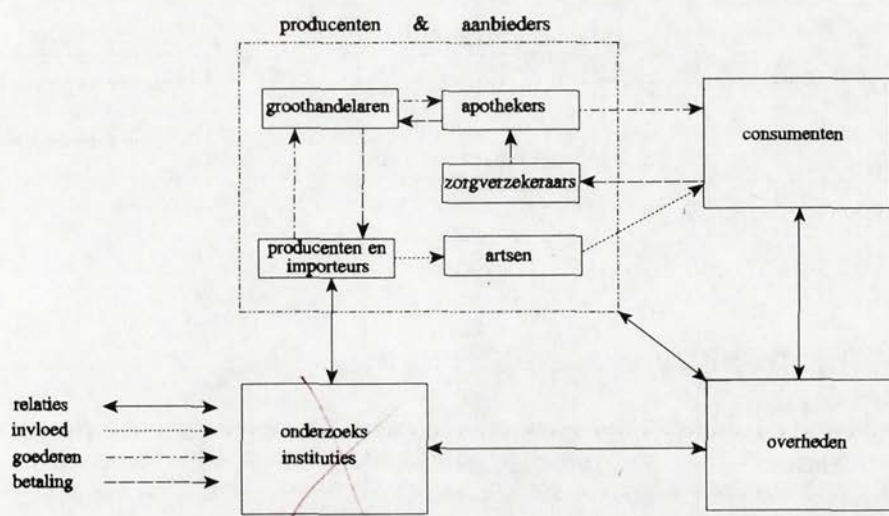 producenten & aanbieders
groothandelaren
apothekers
consumenten
zorgverzekeraars
producenten en
importeurs
artsen
relaties
invloed
goederen
betaling
onderzoeks
instituties
overheden